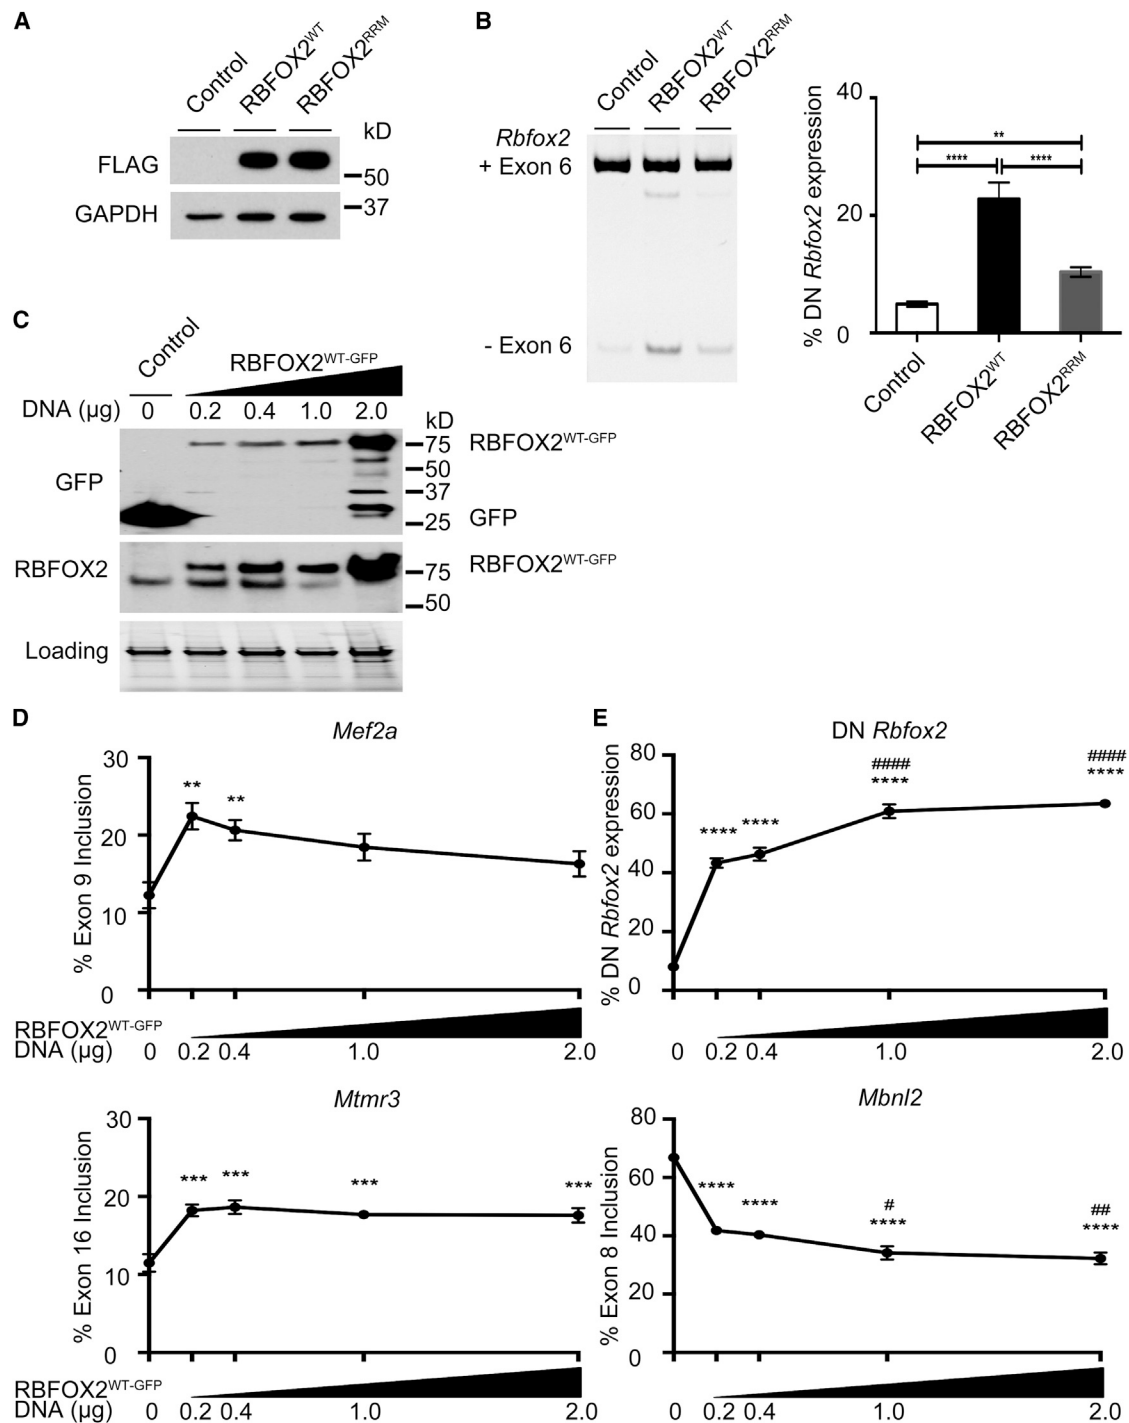 A
Control
RBFOX2WT
RBFOX2RRM
kD
FLAG
50
GAPDH
37
B
Control
RBFOX2WT
RBFOX2RRM
Rbfox2
+ Exon 6
- Exon 6
% DN Rbfox2 expression
40
20
0
**
**** ****
Control
RBFOX2WT
RBFOX2RRM
C
Control
RBFOX2WT-GFP
DNA (µg) 0 0.2 0.4 1.0 2.0
kD
GFP
75
50
37
25
RBFOX2WT-GFP
GFP
RBFOX2
75
50
RBFOX2WT-GFP
Loading
D
Mef2a
% Exon 9 Inclusion
30
20
10
0
** **
RBFOX2WT-GFP
DNA (µg) 0 0.2 0.4 1.0 2.0
Mtmr3
% Exon 16 Inclusion
30
20
10
0
*** *** *** ***
RBFOX2WT-GFP
DNA (µg) 0 0.2 0.4 1.0 2.0
E
DN Rbfox2
% DN Rbfox2 expression
80
60
40
20
0
#### ####
**** **** **** ****
0 0.2 0.4 1.0 2.0
Mbnl2
% Exon 8 Inclusion
80
60
40
20
0
# ##
**** **** **** ****
0 0.2 0.4 1.0 2.0